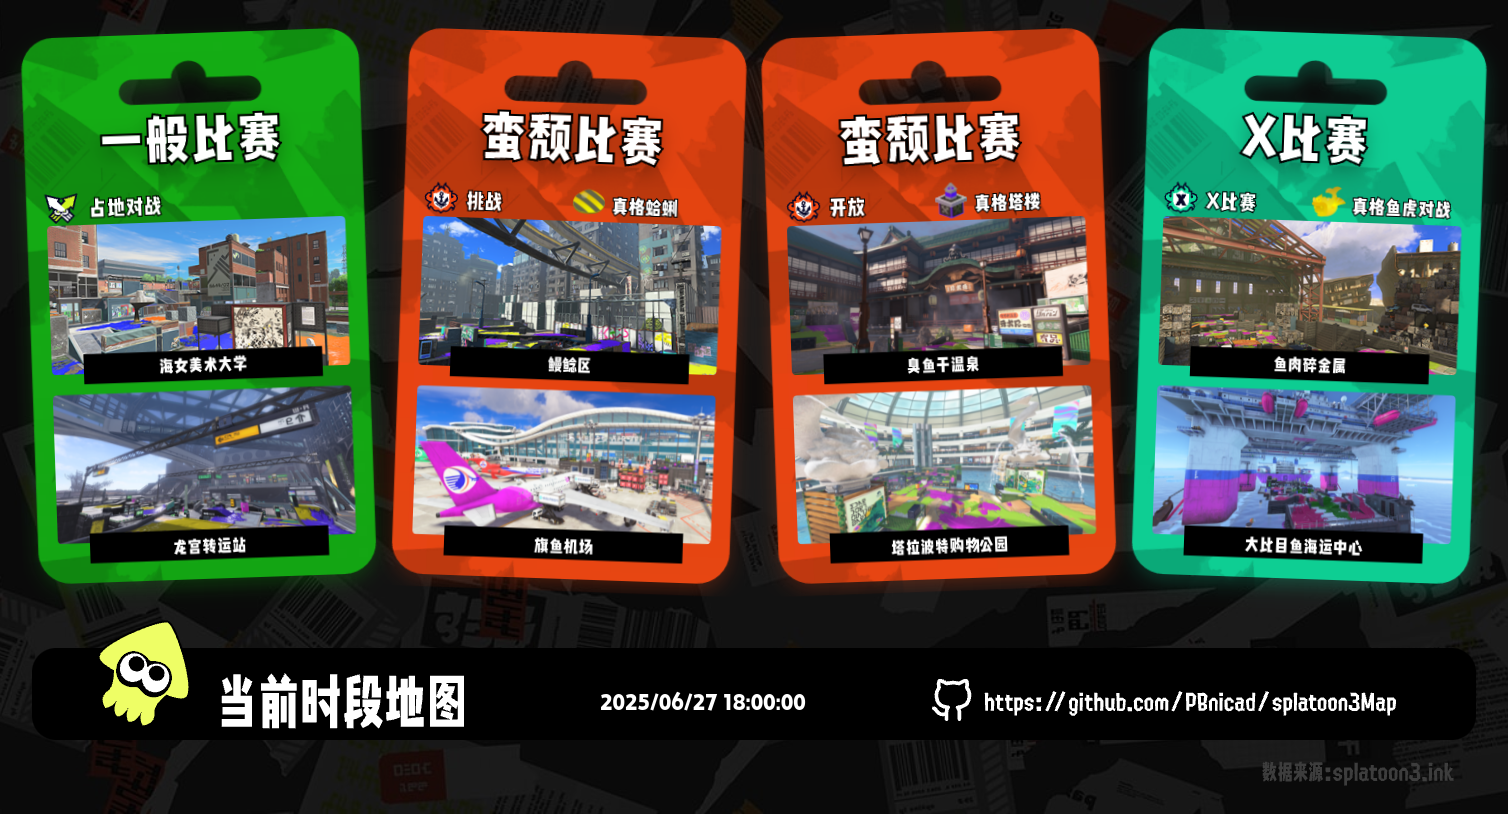 一般比赛
占地对战
海女美术大学
龙宫转运站
蛮颓比赛
挑战
真格蛤蜊
鳗鲶区
旗鱼机场
蛮颓比赛
开放
真格塔楼
臭鱼干温泉
塔拉波特购物公园
X比赛
X比赛
真格鱼虎对战
鱼肉碎金属
大比目鱼海运中心
当前时段地图
2025/06/27 18:00:00
https://github.com/PBnicad/splatoon3Map
数据来源:splatoon3.ink